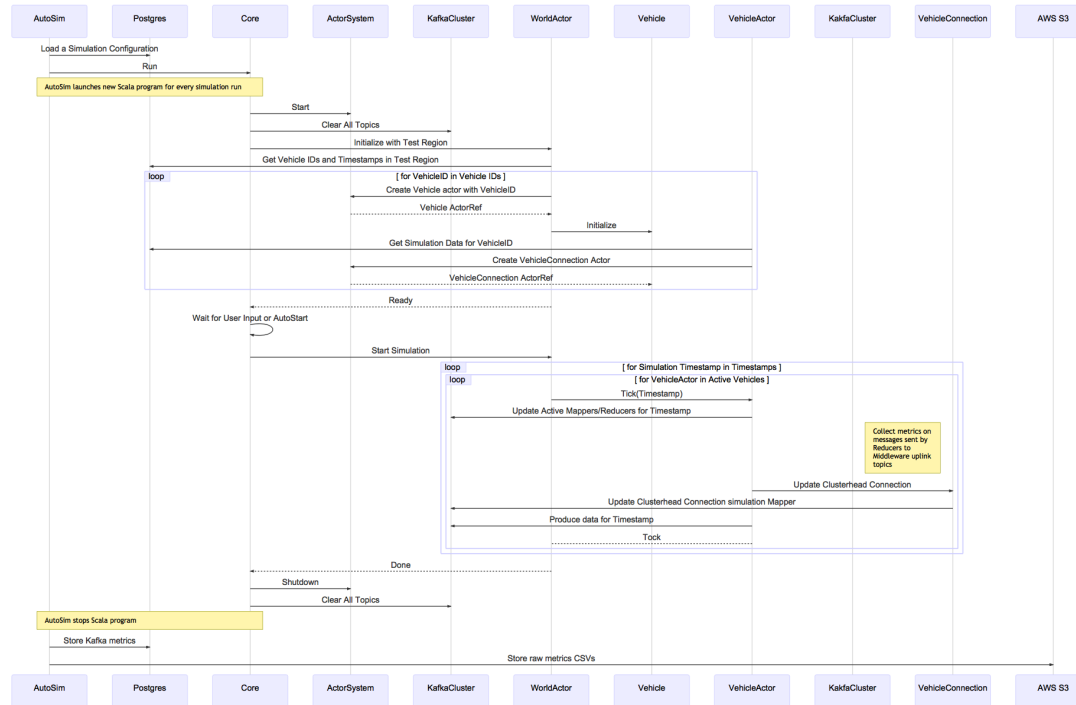 AutoSim
Postgres
Core
ActorSystem
KafkaCluster
WorldActor
Vehicle
VehicleActor
KakfaCluster
VehicleConnection
AWS S3
Load a Simulation Configuration
Run
AutoSim launches new Scala program for every simulation run
Start
Clear All Topics
Initialize with Test Region
Get Vehicle IDs and Timestamps in Test Region
loop
[ for VehicleID in Vehicle IDs ]
Create Vehicle actor with VehicleID
Vehicle ActorRef
Initialize
Get Simulation Data for VehicleID
Create VehicleConnection Actor
VehicleConnection ActorRef
Ready
Wait for User Input or AutoStart
Start Simulation
loop
[ for Simulation Timestamp in Timestamps ]
loop
[ for VehicleActor in Active Vehicles ]
Tick(Timestamp)
Update Active Mappers/Reducers for Timestamp
Collect metrics on
messages sent by
Reducers to
Middleware uplink
topics
Update Clusterhead Connection
Update Clusterhead Connection simulation Mapper
Produce data for Timestamp
Tock
Done
Shutdown
Clear All Topics
AutoSim stops Scala program
Store Kafka metrics
Store raw metrics CSVs
AutoSim
Postgres
Core
ActorSystem
KafkaCluster
WorldActor
Vehicle
VehicleActor
KakfaCluster
VehicleConnection
AWS S3